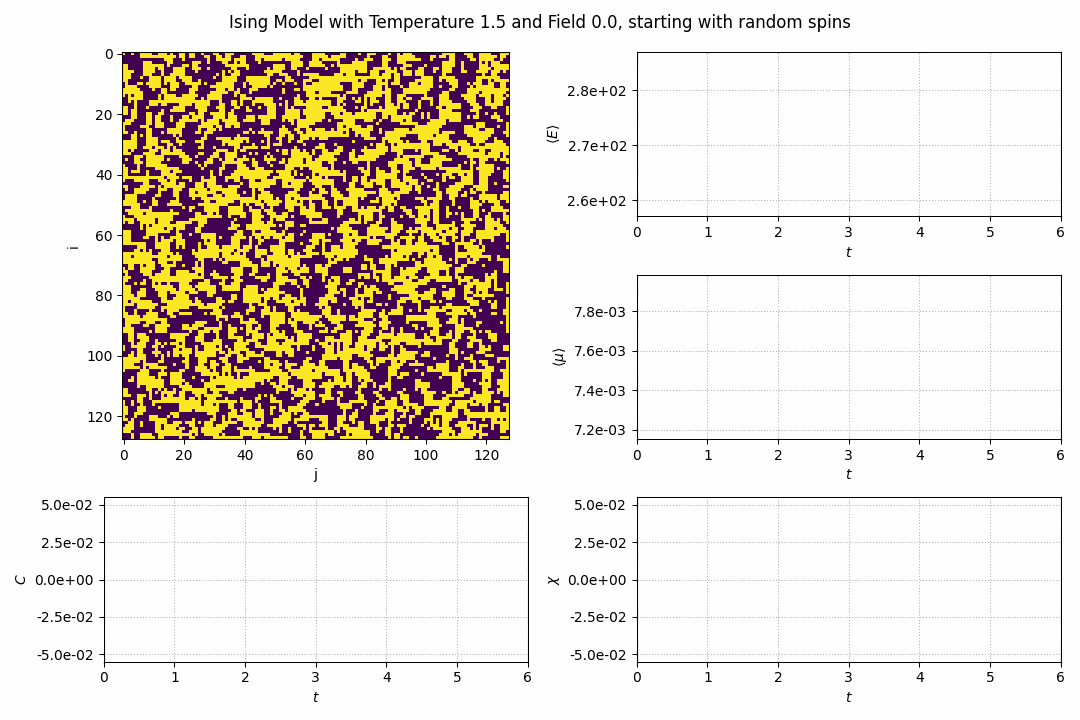 Ising Model with Temperature 1.5 and Field 0.0, starting with random spins
0
20
40
60
80
100
120
i
0 20 40 60 80 100 120
j
2.8e+02
2.7e+02
2.6e+02
⟨E⟩
0 1 2 3 4 5 6
t
7.8e-03
7.6e-03
7.4e-03
7.2e-03
⟨μ⟩
0 1 2 3 4 5 6
t
5.0e-02
2.5e-02
0.0e+00
-2.5e-02
-5.0e-02
C
0 1 2 3 4 5 6
t
5.0e-02
2.5e-02
0.0e+00
-2.5e-02
-5.0e-02
χ
0 1 2 3 4 5 6
t